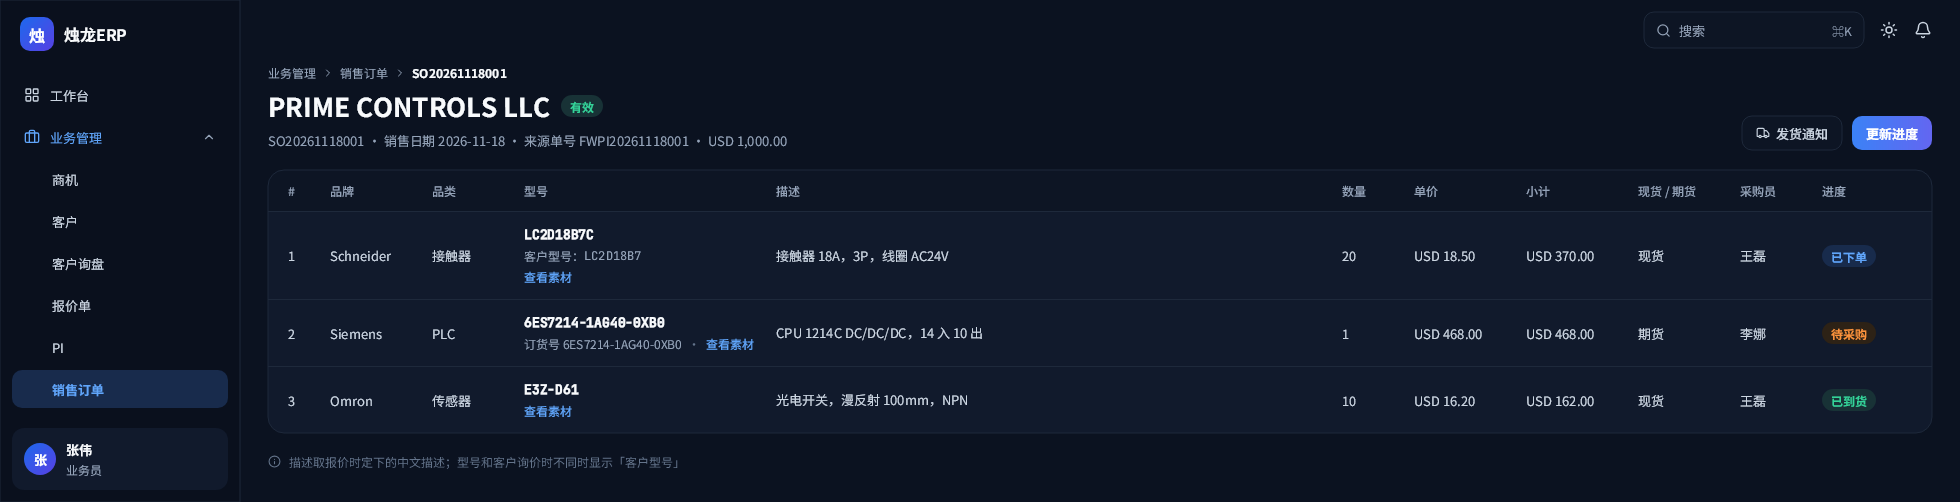 烛 烛龙ERP
搜索 ⌘K
工作台
业务管理
商机
客户
客户询盘
报价单
PI
销售订单
张 张伟
业务员
业务管理 > 销售订单 > SO20261118001
PRIME CONTROLS LLC 有效
SO20261118001 • 销售日期 2026-11-18 • 来源单号 FWPI20261118001 • USD 1,000.00
发货通知 更新进度
# 品牌 品类 型号 描述 数量 单价 小计 现货 / 期货 采购员 进度
LC2D18B7C
1 Schneider 接触器 客户型号：LC2D18B7 接触器 18A，3P，线圈 AC24V 20 USD 18.50 USD 370.00 现货 王磊 已下单
查看素材
6ES7214-1AG40-0XB0
2 Siemens PLC 订货号 6ES7214-1AG40-0XB0 • 查看素材 CPU 1214C DC/DC/DC，14 入 10 出 1 USD 468.00 USD 468.00 期货 李娜 待采购
E3Z-D61
3 Omron 传感器 查看素材 光电开关，漫反射 100mm，NPN 10 USD 16.20 USD 162.00 现货 王磊 已到货
描述取报价时定下的中文描述；型号和客户询价时不同时显示「客户型号」